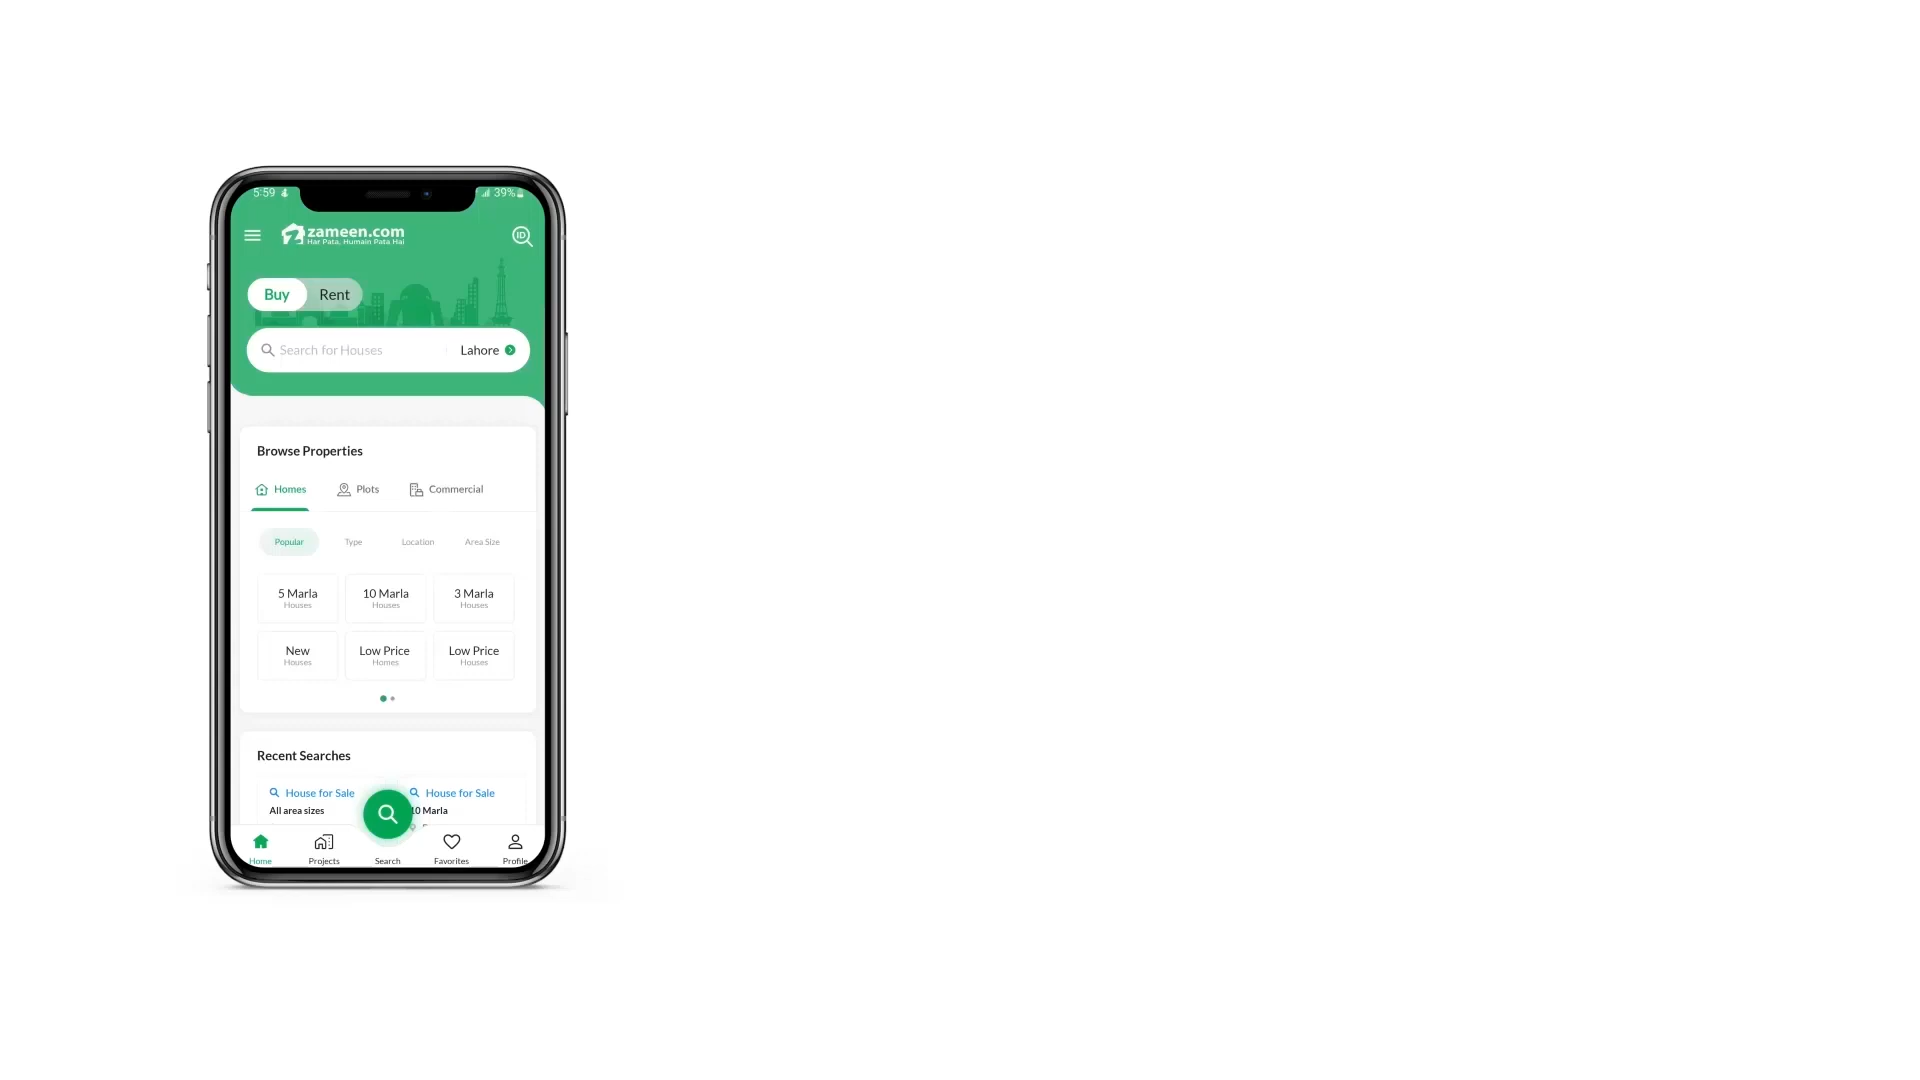 5:59
39%
zameen.com
Har Pata, Humain Pata Hai
ID
Buy
Rent
Search for Houses
Lahore
Browse Properties
Homes
Plots
Commercial
Popular
Type
Location
Area Size
5 Marla
Houses
10 Marla
Houses
3 Marla
Houses
New
Houses
Low Price
Homes
Low Price
Houses
Recent Searches
House for Sale
All area sizes
House for Sale
10 Marla
Home
Projects
Search
Favorites
Profile